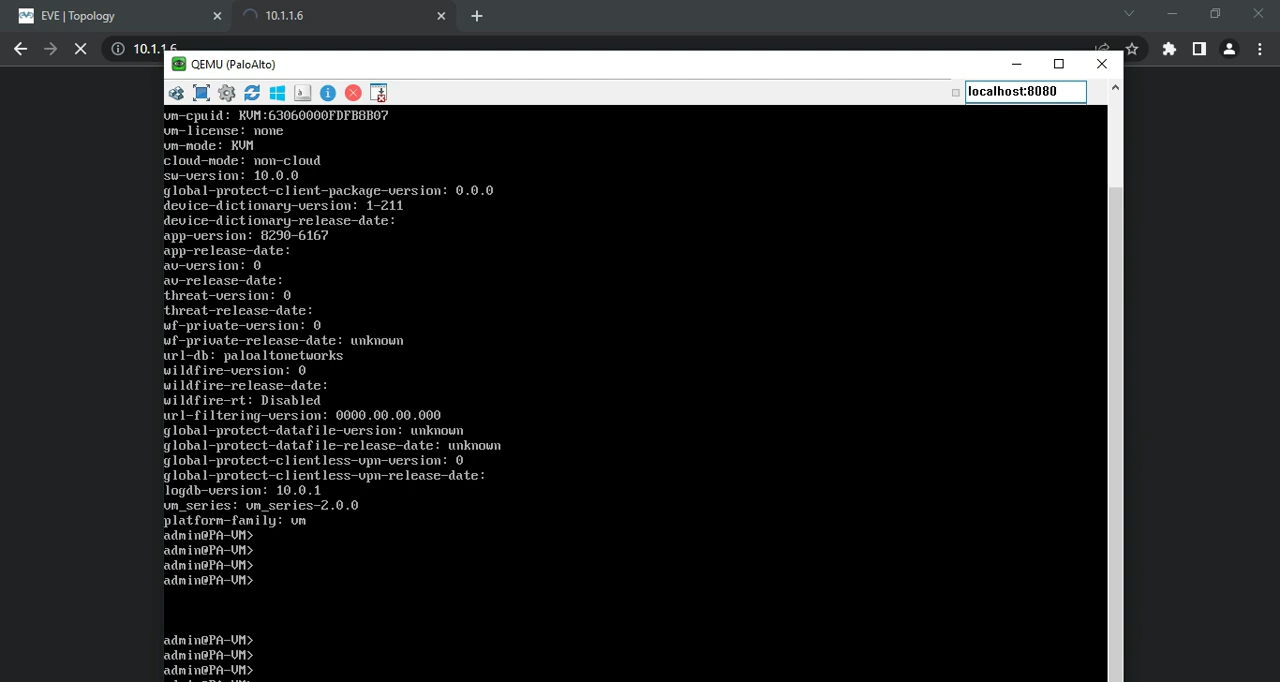 EVE | Topology
10.1.1.6
10.1.1.6
QEMU (PaloAlto)
localhost:8080
vm-cpuid: KVM:63060000FDFB8B07
vm-license: none
vm-mode: KVM
cloud-mode: non-cloud
sw-version: 10.0.0
global-protect-client-package-version: 0.0.0
device-dictionary-version: 1-211
device-dictionary-release-date:
app-version: 8290-6167
app-release-date:
av-version: 0
av-release-date:
threat-version: 0
threat-release-date:
wf-private-version: 0
wf-private-release-date: unknown
url-db: paloaltonetworks
wildfire-version: 0
wildfire-release-date:
wildfire-rt: Disabled
url-filtering-version: 0000.00.00.000
global-protect-datafile-version: unknown
global-protect-datafile-release-date: unknown
global-protect-clientless-vpn-version: 0
global-protect-clientless-vpn-release-date:
logdb-version: 10.0.1
vm_series: vm_series-2.0.0
platform-family: vm
admin@PA-VM>
admin@PA-VM>
admin@PA-VM>
admin@PA-VM>
admin@PA-VM>
admin@PA-VM>
admin@PA-VM>